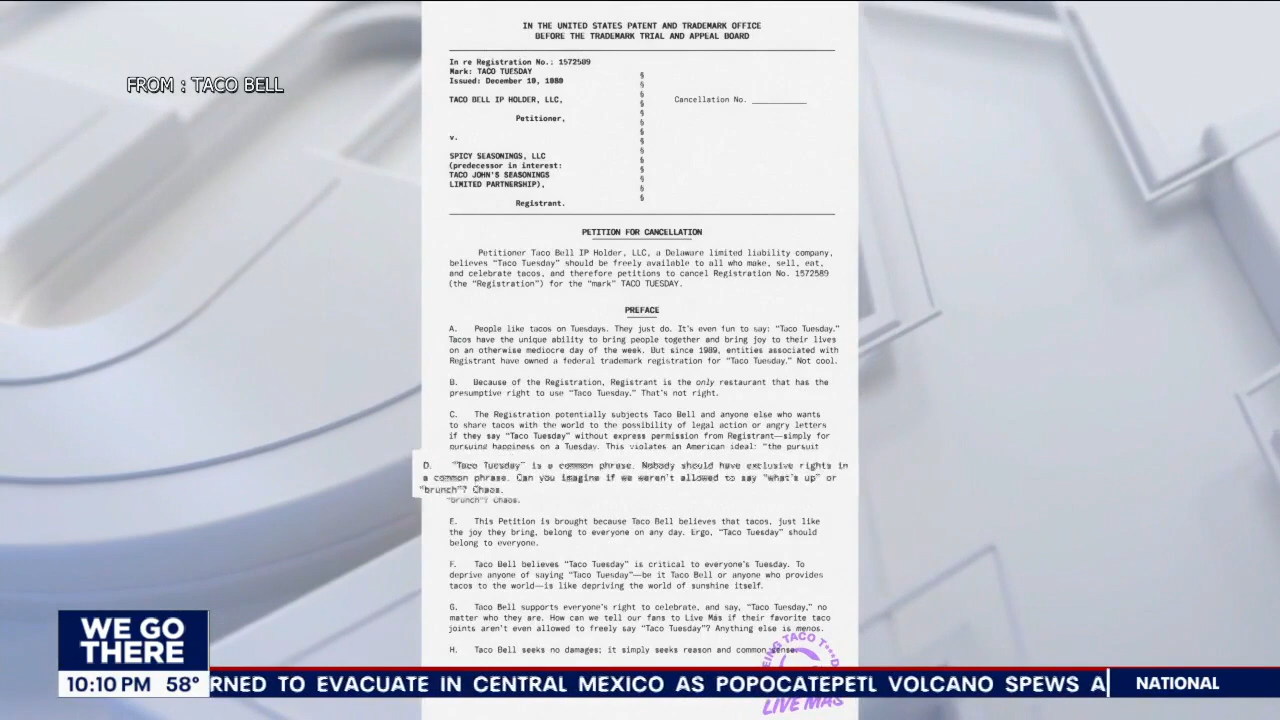 FROM : TACO BELL
IN THE UNITED STATES PATENT AND TRADEMARK OFFICE
BEFORE THE TRADEMARK TRIAL AND APPEAL BOARD
In re Registration No.: 1572589
Mark: TACO TUESDAY
Issued: December 19, 1989
TACO BELL IP HOLDER, LLC,
Petitioner,
v.
SPICY SEASONINGS, LLC
(predecessor in interest:
TACO JOHN'S SEASONINGS
LIMITED PARTNERSHIP),
Registrant.
§
§
§
§
§
§
§
§
§
§
§
§
§
§
Cancellation No. ___________
PETITION FOR CANCELLATION
Petitioner Taco Bell IP Holder, LLC, a Delaware limited liability company,
believes “Taco Tuesday” should be freely available to all who make, sell, eat,
and celebrate tacos, and therefore petitions to cancel Registration No. 1572589
(the “Registration”) for the “mark” TACO TUESDAY.
PREFACE
A. People like tacos on Tuesdays. They just do. It's even fun to say: “Taco Tuesday.”
Tacos have the unique ability to bring people together and bring joy to their lives
on an otherwise mediocre day of the week. But since 1989, entities associated with
Registrant have owned a federal trademark registration for “Taco Tuesday.” Not cool.
B. Because of the Registration, Registrant is the only restaurant that has the
presumptive right to use “Taco Tuesday.” That's not right.
C. The Registration potentially subjects Taco Bell and anyone else who wants
to share tacos with the world to the possibility of legal action or angry letters
if they say “Taco Tuesday” without express permission from Registrant—simply for
pursuing happiness on a Tuesday. This violates an American ideal: “the pursuit
D. “Taco Tuesday” is a common phrase. Nobody should have exclusive rights in
a common phrase. Can you imagine if we weren't allowed to say “what's up” or
“brunch”? Chaos.
“brunch”? Chaos.
E. This Petition is brought because Taco Bell believes that tacos, just like
the joy they bring, belong to everyone on any day. Ergo, “Taco Tuesday” should
belong to everyone.
F. Taco Bell believes “Taco Tuesday” is critical to everyone's Tuesday. To
deprive anyone of saying “Taco Tuesday”—be it Taco Bell or anyone who provides
tacos to the world—is like depriving the world of sunshine itself.
G. Taco Bell supports everyone's right to celebrate, and say, “Taco Tuesday,” no
matter who they are. How can we tell our fans to Live Más if their favorite taco
joints aren't even allowed to freely say “Taco Tuesday”? Anything else is menos.
H. Taco Bell seeks no damages; it simply seeks reason and common sense.
EING TACO T***D
LIVE MÁS
WE GO
THERE
10:10 PM 58°
RNED TO EVACUATE IN CENTRAL MEXICO AS POPOCATEPETL VOLCANO SPEWS A
NATIONAL